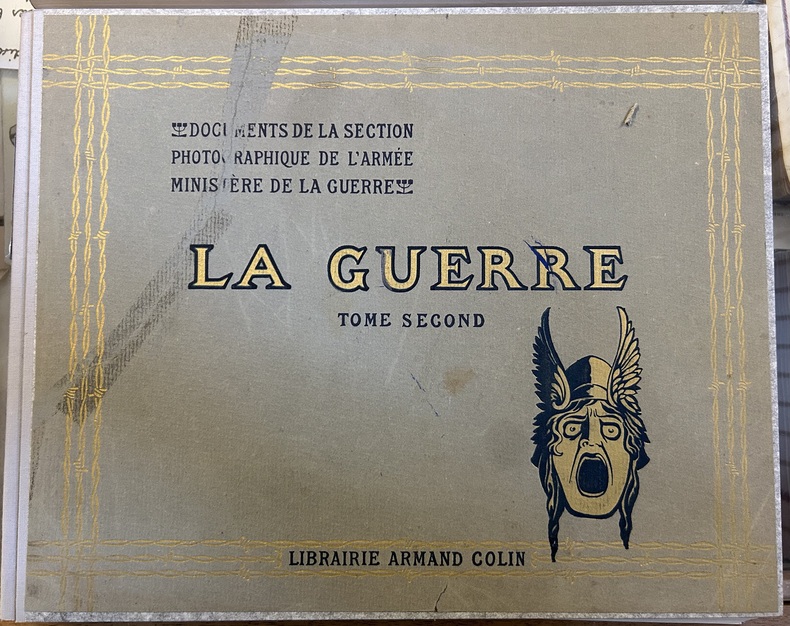 DOCUMENTS DE LA SECTION
PHOTOGRAPHIQUE DE L'ARMÉE
MINISTÈRE DE LA GUERRE
LA GUERRE
TOME SECOND
LIBRAIRIE ARMAND COLIN